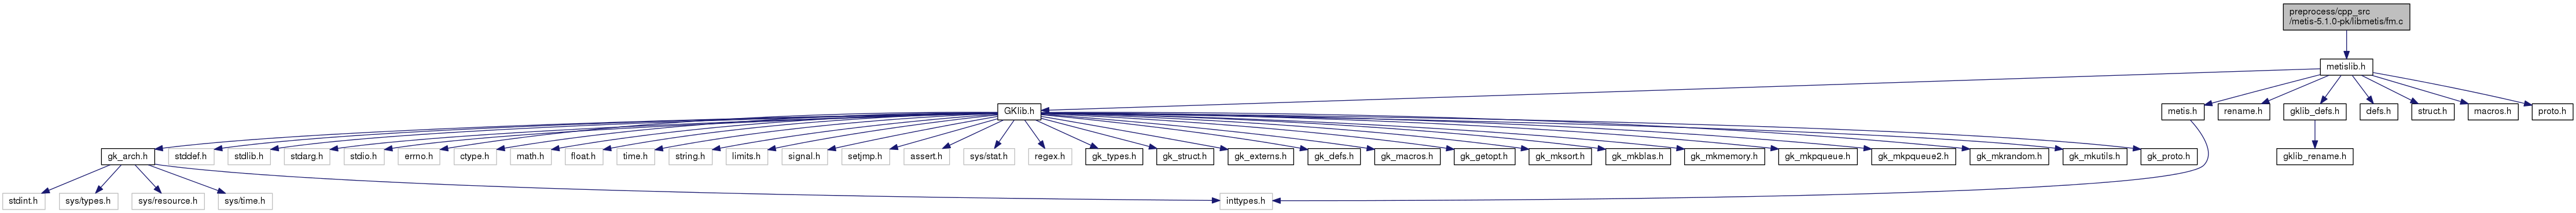 preprocess/cpp_src
/metis-5.1.0-pk/libmetis/fm.c
metislib.h
GKlib.h
metis.h
rename.h
gklib_defs.h
defs.h
struct.h
macros.h
proto.h
gk_arch.h
stddef.h
stdlib.h
stdarg.h
stdio.h
errno.h
ctype.h
math.h
float.h
time.h
string.h
limits.h
signal.h
setjmp.h
assert.h
sys/stat.h
regex.h
gk_types.h
gk_struct.h
gk_externs.h
gk_defs.h
gk_macros.h
gk_getopt.h
gk_mksort.h
gk_mkblas.h
gk_mkmemory.h
gk_mkpqueue.h
gk_mkpqueue2.h
gk_mkrandom.h
gk_mkutils.h
gk_proto.h
gklib_rename.h
stdint.h
sys/types.h
sys/resource.h
sys/time.h
inttypes.h